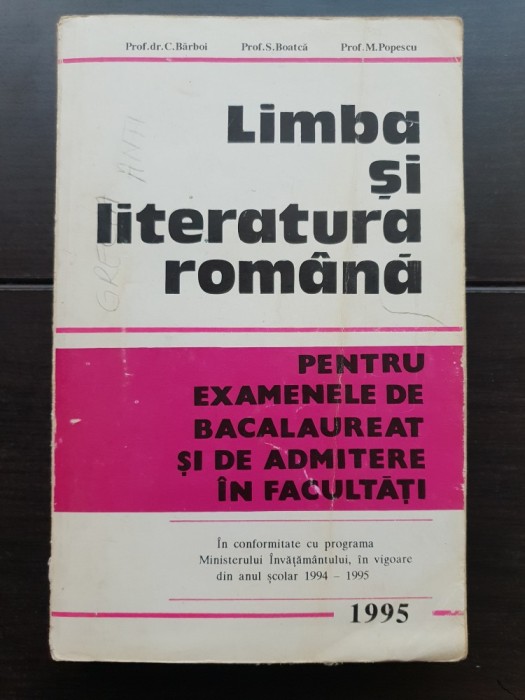 Prof.dr.C.Bărboi Prof.S.Boatcă Prof.M.Popescu
Limba
și
literatura
română
PENTRU
EXAMENELE DE
BACALAUREAT
ȘI DE ADMITERE
ÎN FACULTĂȚI
În conformitate cu programa
Ministerului Învățământului, în vigoare
din anul școlar 1994 - 1995
1995